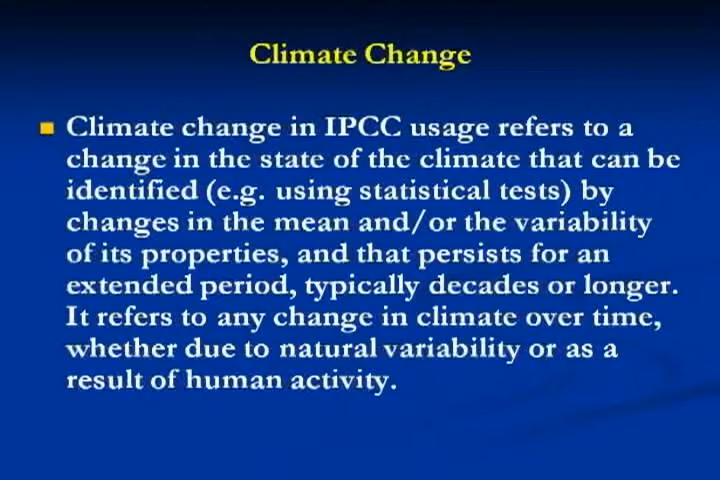 Climate Change
Climate change in IPCC usage refers to a
change in the state of the climate that can be
identified (e.g. using statistical tests) by
changes in the mean and/or the variability
of its properties, and that persists for an
extended period, typically decades or longer.
It refers to any change in climate over time,
whether due to natural variability or as a
result of human activity.